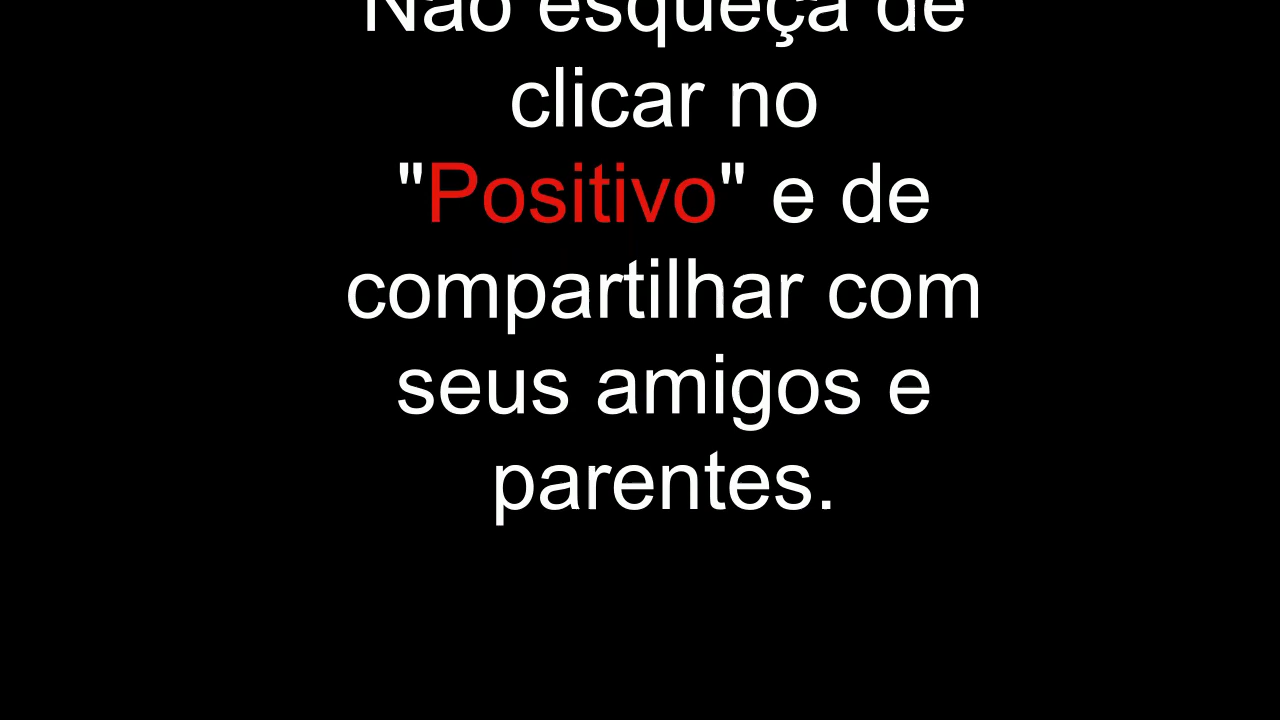 Não esqueça de
clicar no
"Positivo" e de
compartilhar com
seus amigos e
parentes.